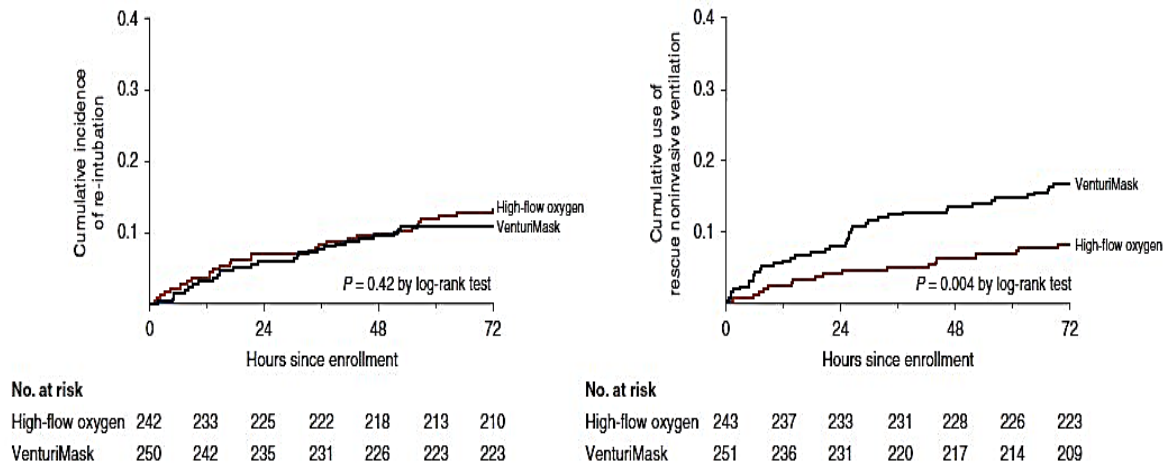 0.4
0.3
0.2
0.1
Cumulative incidence
of re-intubation
High-flow oxygen
VenturiMask
P = 0.42 by log-rank test
0 24 48 72
Hours since enrollment
No. at risk
High-flow oxygen 242 233 225 222 218 213 210
VenturiMask 250 242 235 231 226 223 223
0.4
0.3
0.2
0.1
Cumulative use of
rescue noninvasive ventilation
VenturiMask
High-flow oxygen
P = 0.004 by log-rank test
0 24 48 72
Hours since enrollment
No. at risk
High-flow oxygen 243 237 233 231 228 226 223
VenturiMask 251 236 231 220 217 214 209